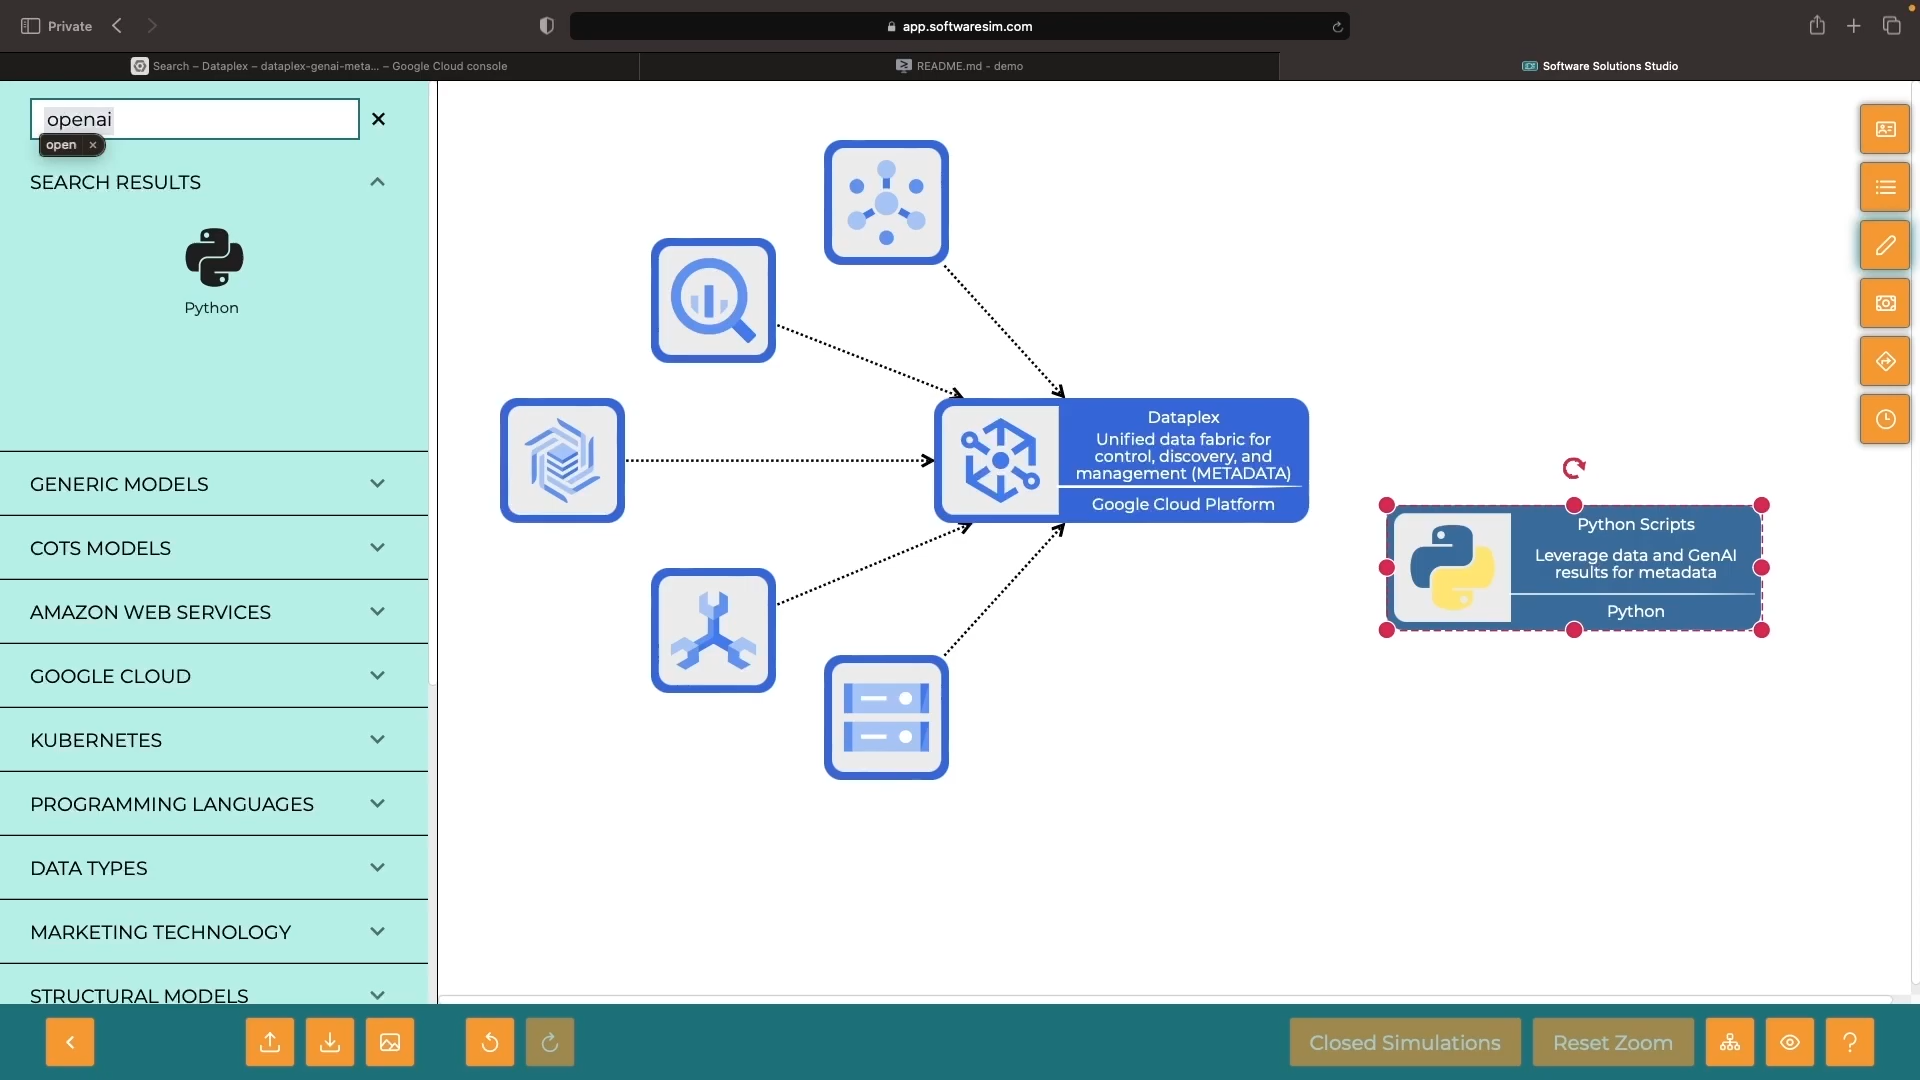 Private
app.softwaresim.com
Search – Dataplex – dataplex-genai-meta... – Google Cloud console
README.md - demo
Software Solutions Studio
openai
open
SEARCH RESULTS
Python
GENERIC MODELS
COTS MODELS
AMAZON WEB SERVICES
GOOGLE CLOUD
KUBERNETES
PROGRAMMING LANGUAGES
DATA TYPES
MARKETING TECHNOLOGY
STRUCTURAL MODELS
Dataplex
Unified data fabric for
control, discovery, and
management (METADATA)
Google Cloud Platform
Python Scripts
Leverage data and GenAI
results for metadata
Python
Closed Simulations
Reset Zoom